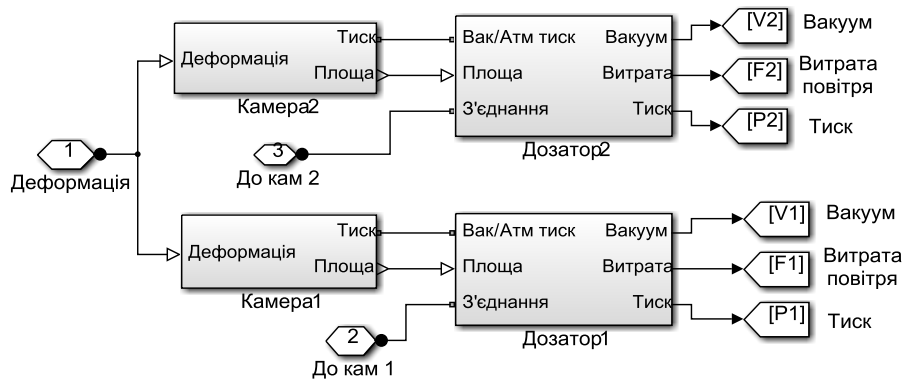 Деформація
Тиск
Площа
Камера2
Вак/Атм тиск
Площа
З'єднання
Вакуум
Витрата
Тиск
Дозатор2
[V2]
Вакуум
[F2]
Витрата
повітря
[P2]
Тиск
1
Деформація
3
До кам 2
Деформація
Тиск
Площа
Камера1
Вак/Атм тиск
Площа
З'єднання
Вакуум
Витрата
Тиск
Дозатор1
[V1]
Вакуум
[F1]
Витрата
повітря
[P1]
Тиск
2
До кам 1